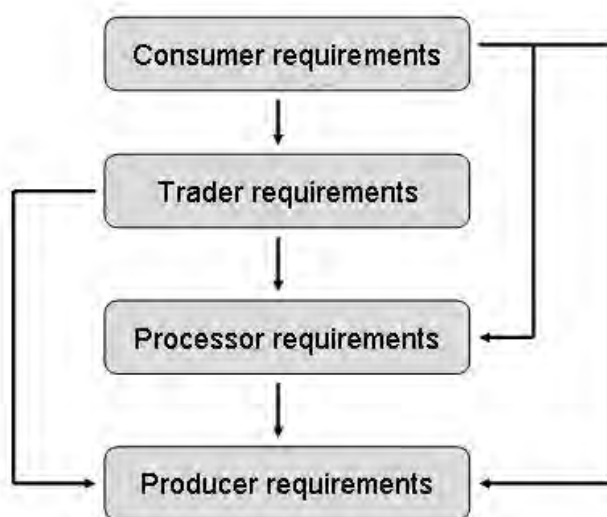 Consumer requirements
Trader requirements
Processor requirements
Producer requirements